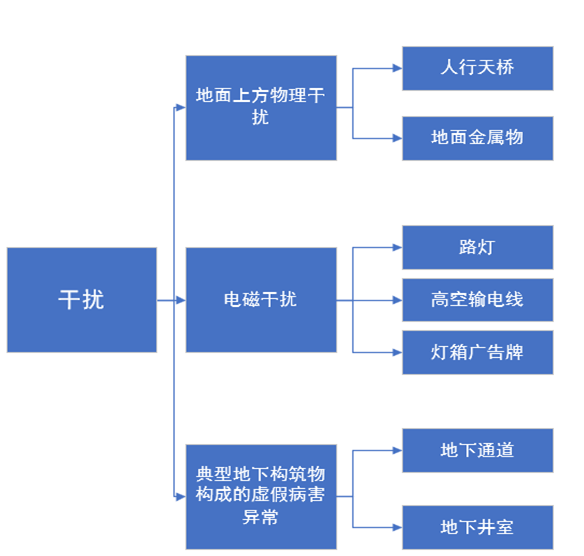 干扰
地面上方物理干
扰
人行天桥
地面金属物
电磁干扰
路灯
高空输电线
灯箱广告牌
典型地下构筑物
构成的虚假病害
异常
地下通道
地下井室